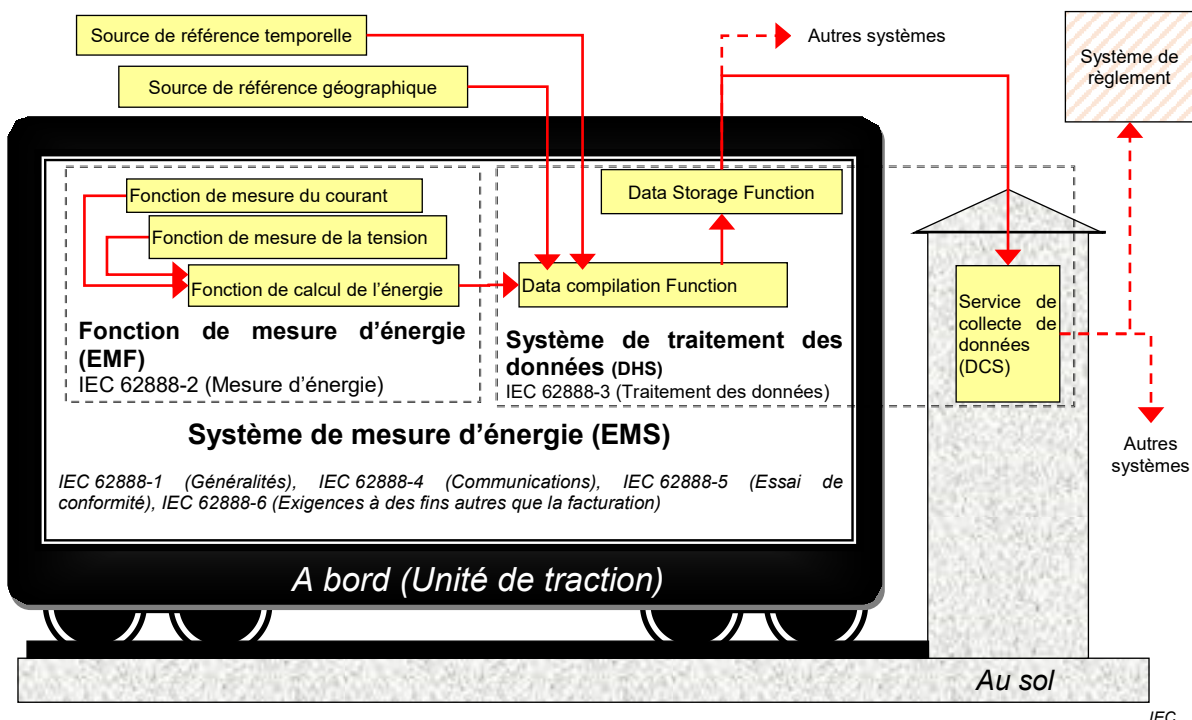 Source de référence temporelle
Autres systèmes
Source de référence géographique
Système de
règlement
Fonction de mesure du courant
Data Storage Function
Fonction de mesure de la tension
Fonction de calcul de l’énergie
Data compilation Function
Service de
collecte de
données
(DCS)
Fonction de mesure d’énergie
(EMF)
IEC 62888-2 (Mesure d’énergie)
Système de traitement des
données (DHS)
IEC 62888-3 (Traitement des données)
Système de mesure d’énergie (EMS)
Autres
systèmes
IEC 62888-1 (Généralités), IEC 62888-4 (Communications), IEC 62888-5 (Essai de
conformité), IEC 62888-6 (Exigences à des fins autres que la facturation)
A bord (Unité de traction)
Au sol
IEC